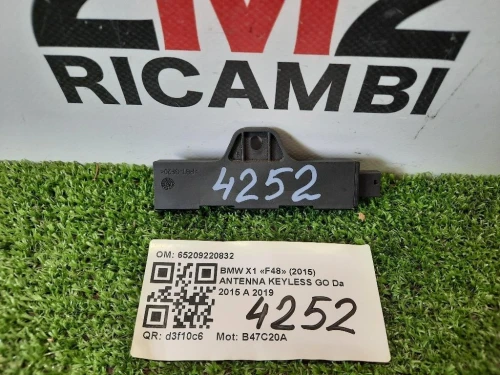 2M2
RICAMBI
4252
OM: 65209220832
BMW X1 «F48» (2015)
ANTENNA KEYLESS GO Da
2015 A 2019
4252
QR: d3f10c6 Mot: B47C20A